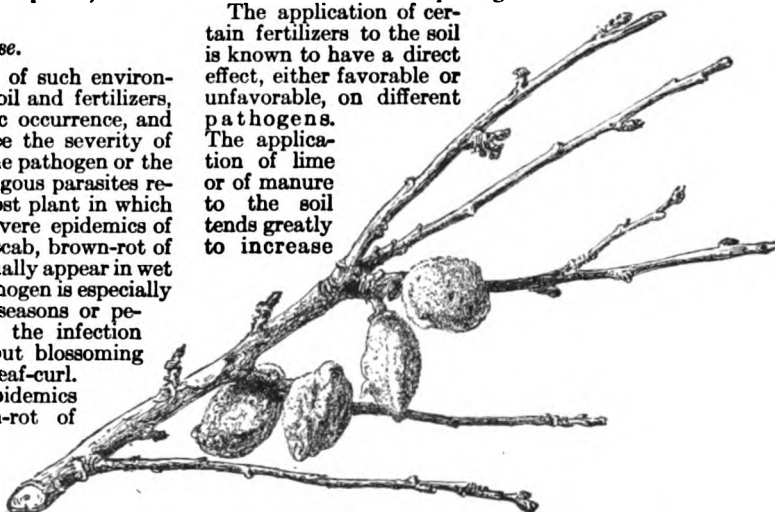 se.
of such environ-
oil and fertilizers,
c occurrence, and
e the severity of
e pathogen or the
gous parasites re-
ost plant in which
vere epidemics of
scab, brown-rot of
ally appear in wet
hogen is especially
seasons or pe-
the infection
out blossoming
eaf-curl.
pidemics
n-rot of
The application of cer-
tain fertilizers to the soil
is known to have a direct
effect, either favorable or
unfavorable, on different
pathogens.
The applica-
tion of lime
or of manure
to the soil
tends greatly
to increase